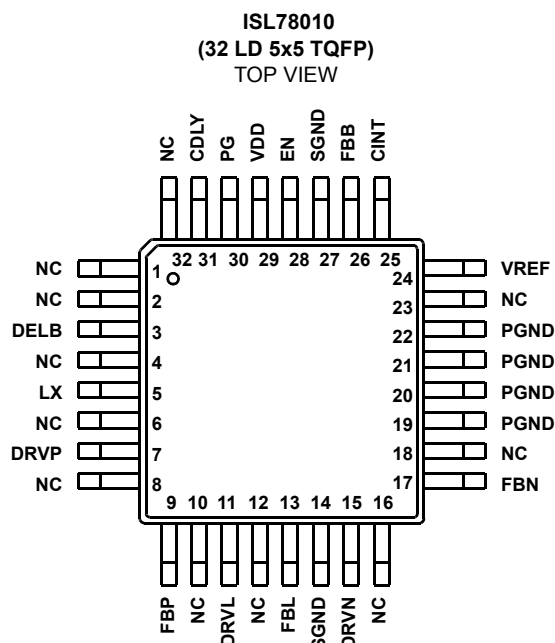 ISL78010
(32 LD 5x5 TQFP)
TOP VIEW
NC CDLY PG VDD EN SGND FBB CINT
32 31 30 29 28 27 26 25
NC 1 24 VREF
NC 2 23 NC
DELB 3 22 PGND
NC 4 21 PGND
LX 5 20 PGND
NC 6 19 PGND
DRVP 7 18 NC
NC 8 17 FBN
9 10 11 12 13 14 15 16
FBP NC DRVL NC FBL SGND DRVN NC